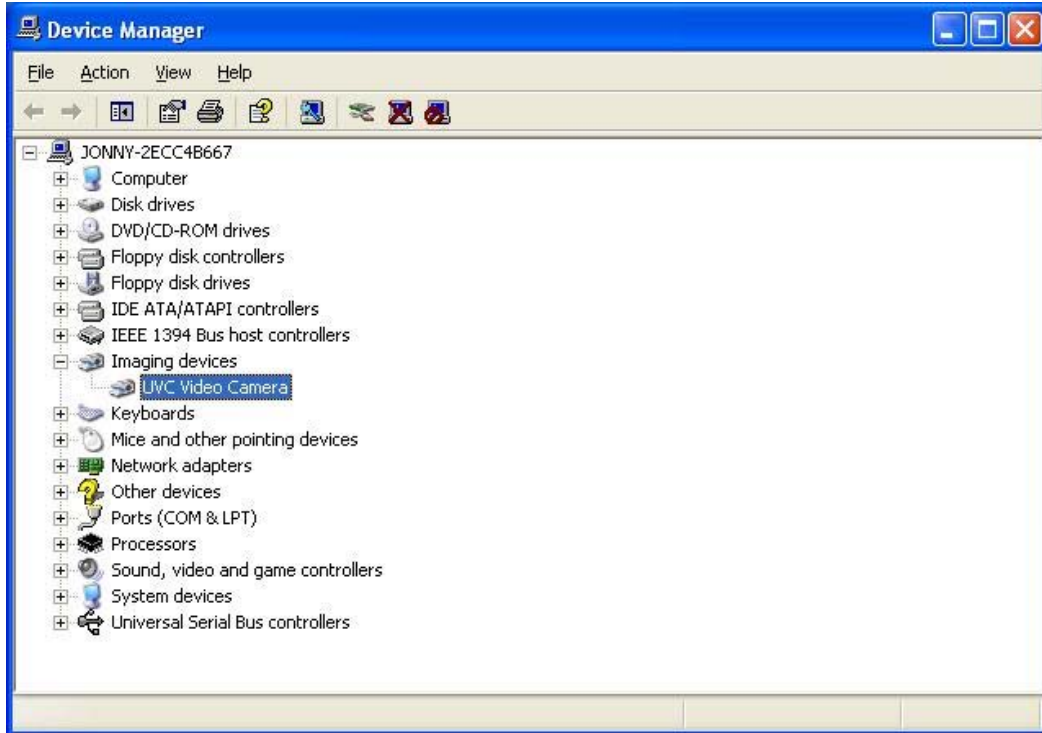 Device Manager
File Action View Help
JONNY-2ECC4B667
Computer
Disk drives
DVD/CD-ROM drives
Floppy disk controllers
Floppy disk drives
IDE ATA/ATAPI controllers
IEEE 1394 Bus host controllers
Imaging devices
UVC Video Camera
Keyboards
Mice and other pointing devices
Network adapters
Other devices
Ports (COM & LPT)
Processors
Sound, video and game controllers
System devices
Universal Serial Bus controllers